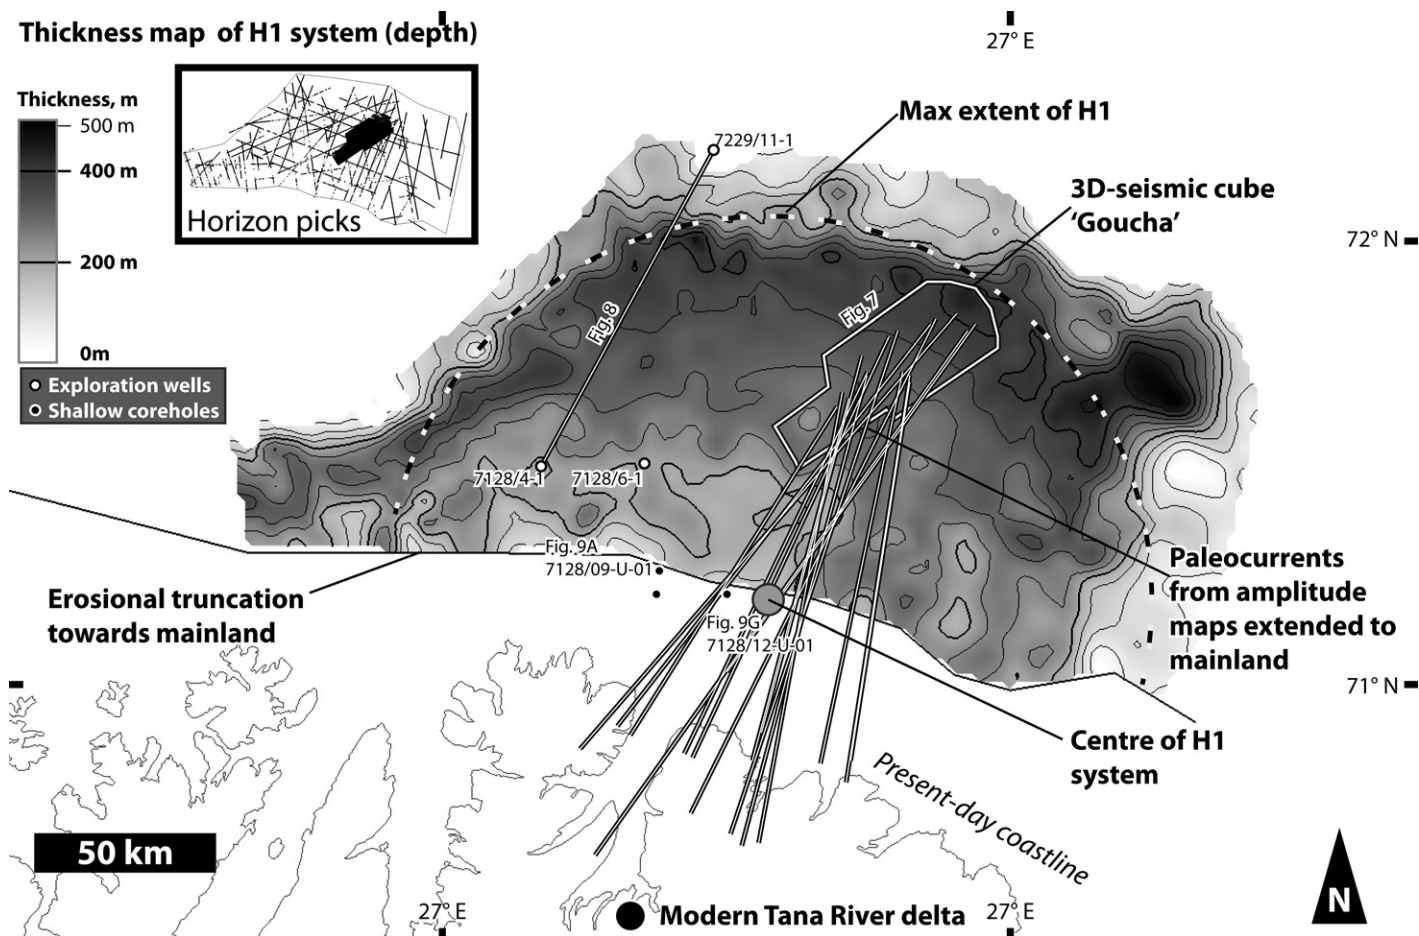 Thickness map of H1 system (depth)
27° E
Thickness, m
500 m
400 m
200 m
0m
Horizon picks
Exploration wells
Shallow coreholes
7229/11-1
Max extent of H1
3D-seismic cube
'Goucha'
72° N
Fig. 7
Fig. 8
7128/4-1
7128/6-1
Fig. 9A
7128/09-U-01
Fig. 9G
7128/12-U-01
Erosional truncation
towards mainland
Paleocurrents
from amplitude
maps extended to
mainland
71° N
Centre of H1
system
Present-day coastline
50 km
27° E
Modern Tana River delta
27° E
N